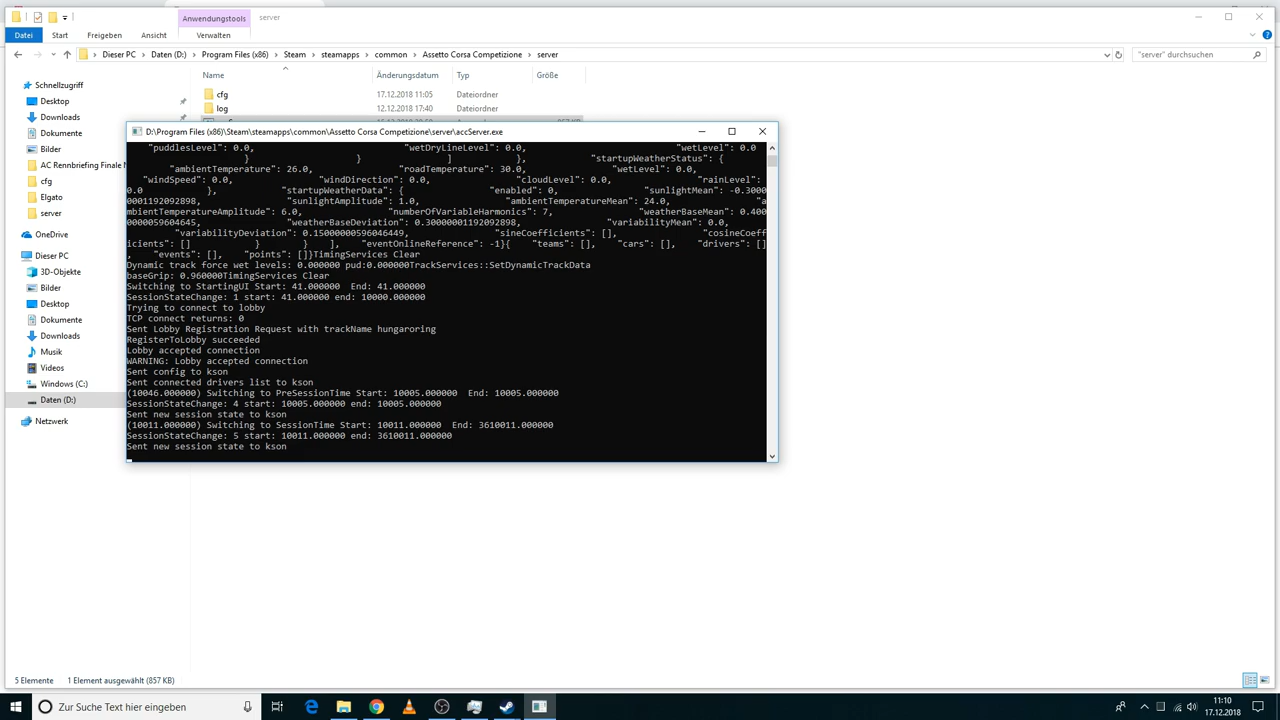 Anwendungstools server
Datei Start Freigeben Ansicht Verwalten
Dieser PC Daten (D:) Program Files (x86) Steam steamapps common Assetto Corsa Competizione server "server" durchsuchen
Name Änderungsdatum Typ Größe
Schnellzugriff
Desktop
Downloads
Dokumente
Bilder
AC Rennbriefing Finale N
cfg
Elgato
server
OneDrive
Dieser PC
3D-Objekte
Bilder
Desktop
Dokumente
Downloads
Musik
Videos
Windows (C:)
Daten (D:)
Netzwerk
cfg 17.12.2018 11:05 Dateiordner
log 12.12.2018 17:40 Dateiordner
D:\Program Files (x86)\Steam\steamapps\common\Assetto Corsa Competizione\server\accServer.exe
"puddlesLevel": 0.0, "wetDryLineLevel": 0.0, "wetLevel": 0.0
} } ] }, "startupWeatherStatus": {
"ambientTemperature": 26.0, "roadTemperature": 30.0, "wetLevel": 0.0,
"windSpeed": 0.0, "windDirection": 0.0, "cloudLevel": 0.0, "rainLevel":
0.0 }, "startupWeatherData": { "enabled": 0, "sunlightMean": -0.3000
0001192092898, "sunlightAmplitude": 1.0, "ambientTemperatureMean": 24.0, "a
mbientTemperatureAmplitude": 6.0, "numberOfVariableHarmonics": 7, "weatherBaseMean": 0.400
0000059604645, "weatherBaseDeviation": 0.30000001192092898, "variabilityMean": 0.0,
"variabilityDeviation": 0.15000000596046449, "sineCoefficients": [], "cosineCoeff
icients": [] } } ], "eventOnlineReference": -1}{ "teams": [], "cars": [], "drivers": []
, "events": [], "points": []}TimingServices Clear
Dynamic track force wet levels: 0.000000 pud:0.000000TrackServices::SetDynamicTrackData
baseGrip: 0.960000TimingServices Clear
Switching to StartingUI Start: 41.000000 End: 41.000000
SessionStateChange: 1 start: 41.000000 end: 10000.000000
Trying to connect to lobby
TCP connect returns: 0
Sent Lobby Registration Request with trackName hungaroring
RegisterToLobby succeeded
Lobby accepted connection
WARNING: Lobby accepted connection
Sent config to kson
Sent connected drivers list to kson
(10046.000000) Switching to PreSessionTime Start: 10005.000000 End: 10005.000000
SessionStateChange: 4 start: 10005.000000 end: 10005.000000
Sent new session state to kson
(10011.000000) Switching to SessionTime Start: 10011.000000 End: 3610011.000000
SessionStateChange: 5 start: 10011.000000 end: 3610011.000000
Sent new session state to kson
5 Elemente 1 Element ausgewählt (857 KB)
Zur Suche Text hier eingeben
11:10
17.12.2018